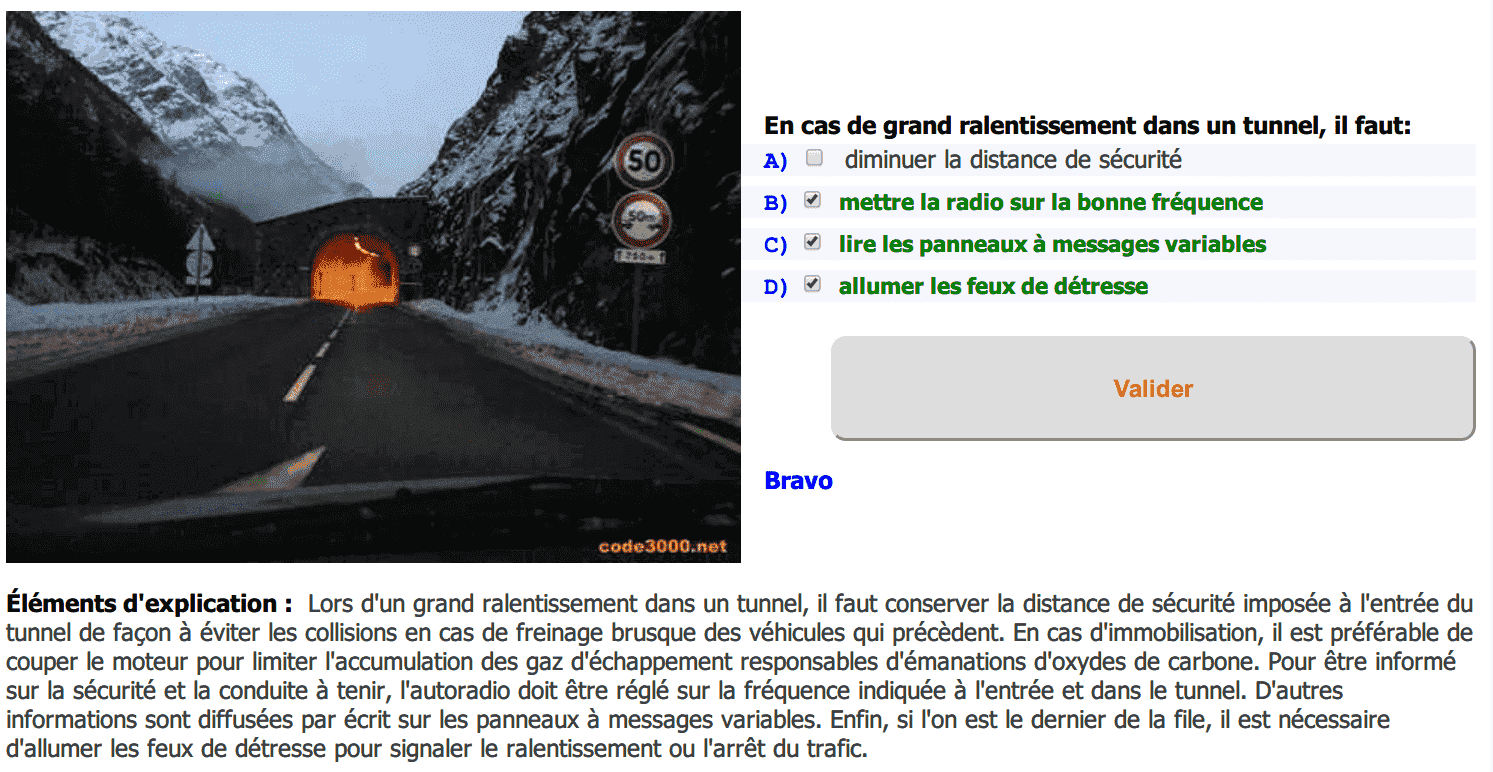 50
50m
code3000.net
En cas de grand ralentissement dans un tunnel, il faut:
A) diminuer la distance de sécurité
B) mettre la radio sur la bonne fréquence
C) lire les panneaux à messages variables
D) allumer les feux de détresse
Valider
Bravo
Éléments d'explication : Lors d'un grand ralentissement dans un tunnel, il faut conserver la distance de sécurité imposée à l'entrée du
tunnel de façon à éviter les collisions en cas de freinage brusque des véhicules qui précèdent. En cas d'immobilisation, il est préférable de
couper le moteur pour limiter l'accumulation des gaz d'échappement responsables d'émanations d'oxydes de carbone. Pour être informé
sur la sécurité et la conduite à tenir, l'autoradio doit être réglé sur la fréquence indiquée à l'entrée et dans le tunnel. D'autres
informations sont diffusées par écrit sur les panneaux à messages variables. Enfin, si l'on est le dernier de la file, il est nécessaire
d'allumer les feux de détresse pour signaler le ralentissement ou l'arrêt du trafic.